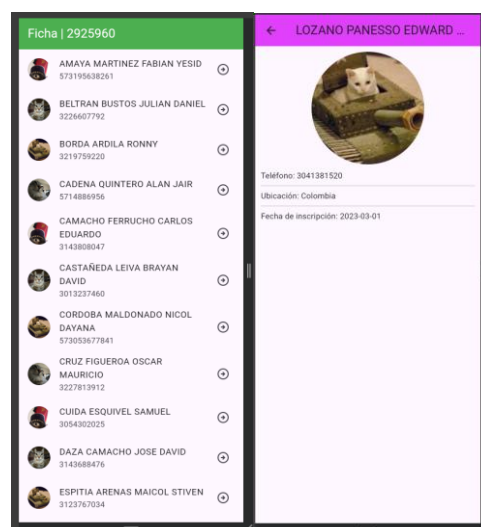 Ficha | 2925960
AMAYA MARTINEZ FABIAN YESID
573195638261
BELTRAN BUSTOS JULIAN DANIEL
3226607792
BORDA ARDILA RONNY
3219759220
CADENA QUINTERO ALAN JAIR
5714886956
CAMACHO FERRUCHO CARLOS
EDUARDO
3143808047
CASTAÑEDA LEIVA BRAYAN
DAVID
3013237460
CORDOBA MALDONADO NICOL
DAYANA
573053677841
CRUZ FIGUEROA OSCAR
MAURICIO
3227813912
CUIDA ESQUIVEL SAMUEL
3054302025
DAZA CAMACHO JOSE DAVID
3143688476
ESPITIA ARENAS MAICOL STIVEN
3123767034
LOZANO PANESSO EDWARD ...
Teléfono: 3041381520
Ubicación: Colombia
Fecha de inscripción: 2023-03-01